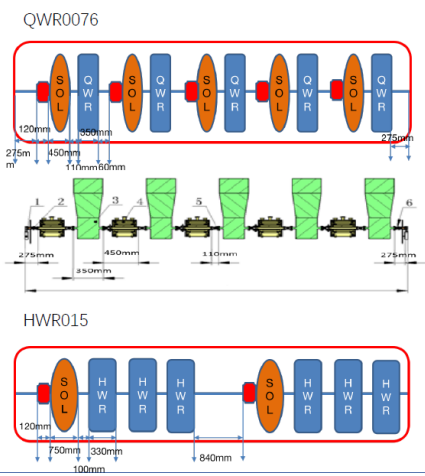 QWR0076
SOL QWR SOL QWR SOL QWR SOL QWR SOL QWR
120mm 350mm 275mm
275mm 450mm 110mm 60mm
1 2 3 4 5 6
275mm 450mm 110mm 275mm
350mm
HWR015
SOL HWR HWR HWR SOL HWR HWR HWR
120mm 750mm 330mm 840mm
100mm